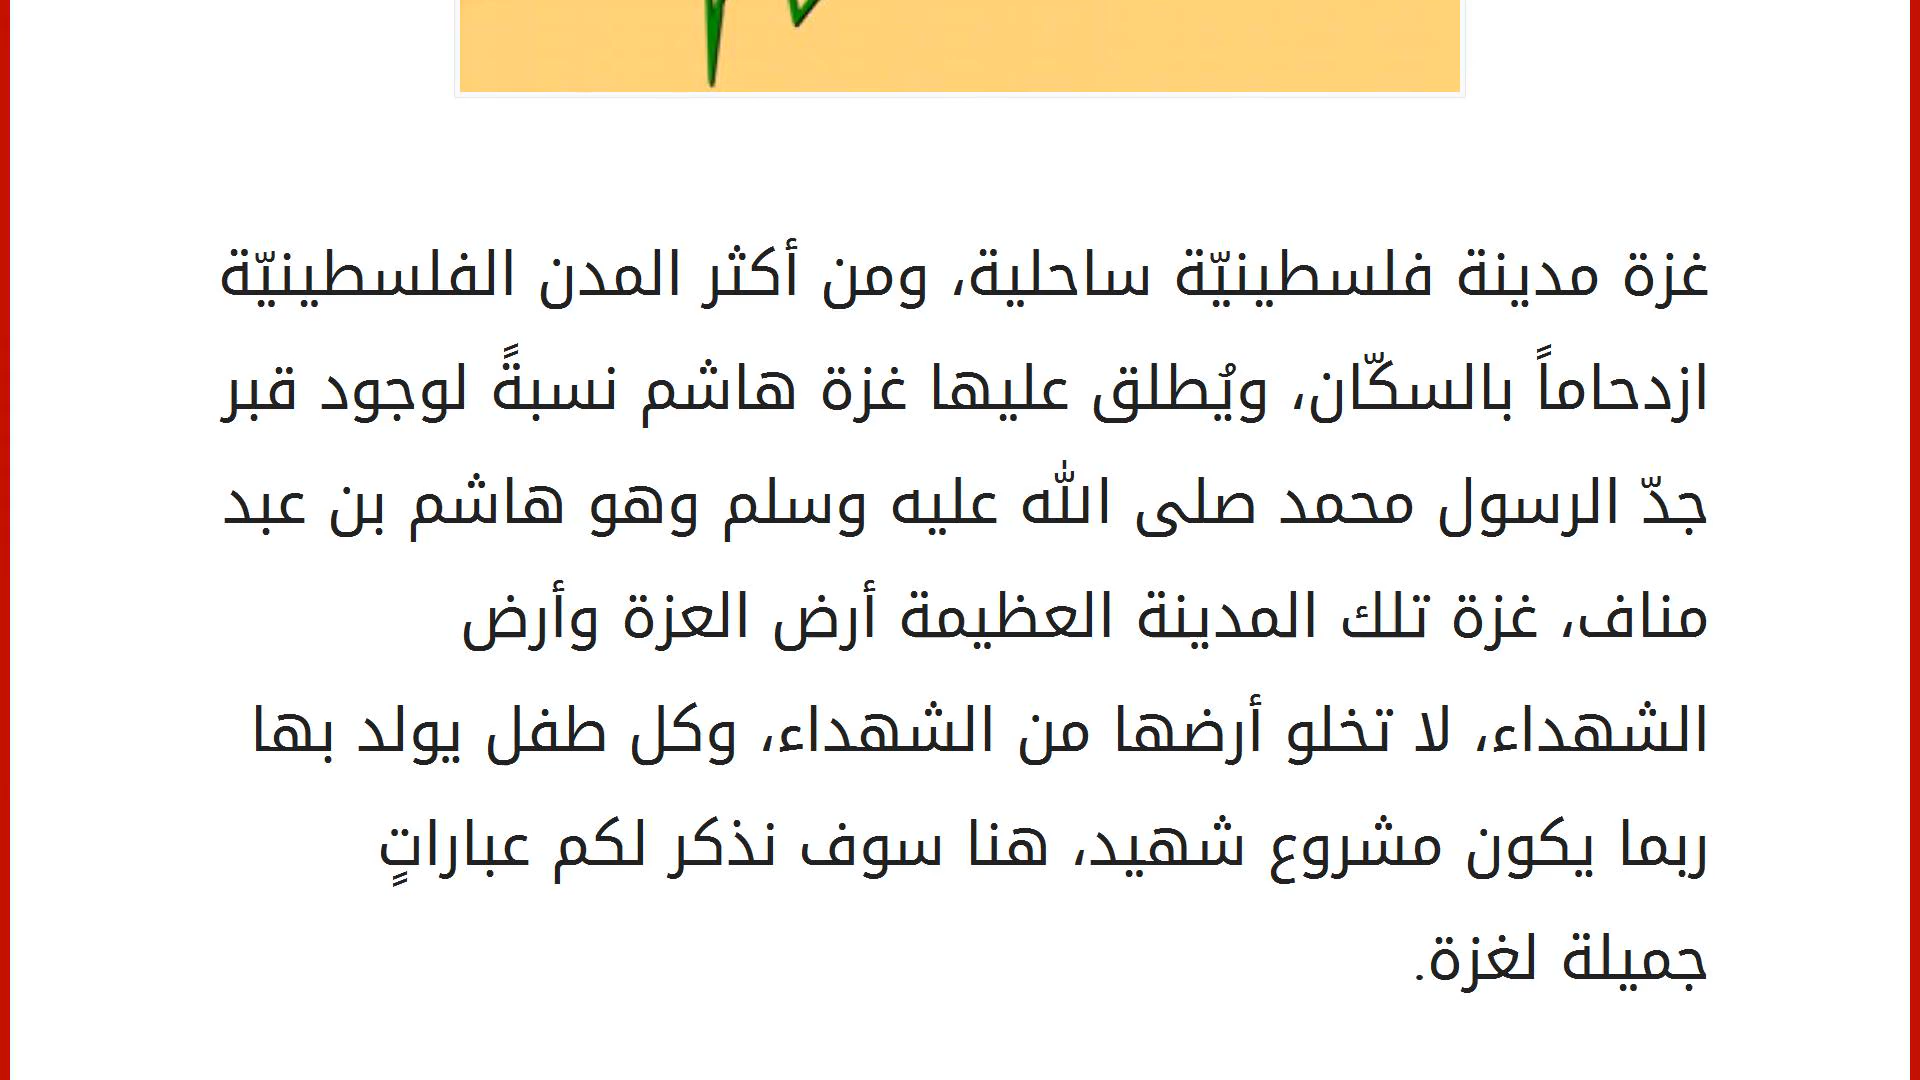 غزة مدينة فلسطينيّة ساحلية، ومن أكثر المدن الفلسطينيّة
ازدحاماً بالسكّان، ويُطلق عليها غزة هاشم نسبةً لوجود قبر
جدّ الرسول محمد صلى الله عليه وسلم وهو هاشم بن عبد
مناف، غزة تلك المدينة العظيمة أرض العزة وأرض
الشهداء، لا تخلو أرضها من الشهداء، وكل طفل يولد بها
ربما يكون مشروع شهيد، هنا سوف نذكر لكم عباراتٍ
جميلة لغزة.